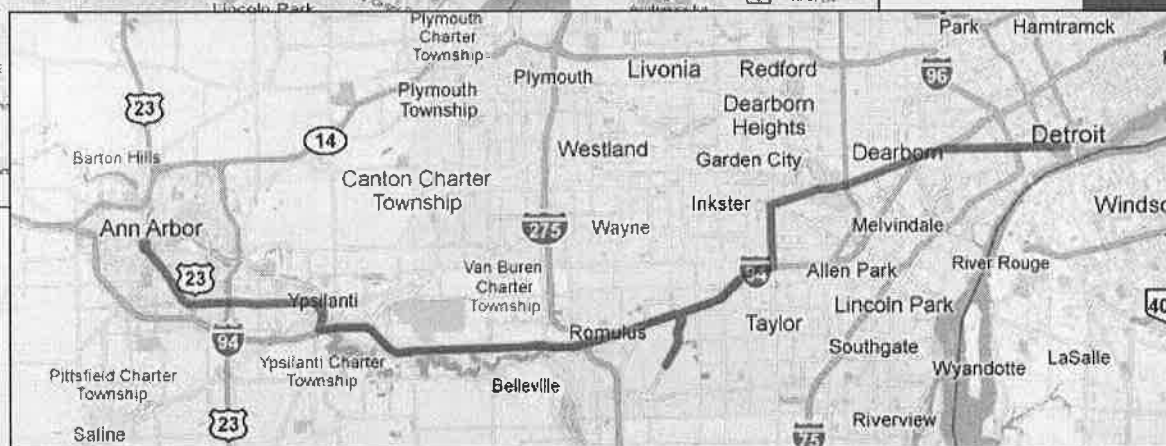 Lincoln Park
Plymouth
Charter
Township
Park
Hamtramck
Plymouth
Livonia
Redford
96
23
Plymouth
Township
Dearborn
Heights
14
Detroit
Barton Hills
Westland
Garden City
Dearborn
Canton Charter
Township
Inkster
Windso
Ann Arbor
275
Wayne
Melvindale
23
Van Buren
Charter
Township
94
Allen Park
River Rouge
Ypsilanti
Lincoln Park
40
Romulus
Taylor
94
Southgate
Ypsilanti Charter
Township
Wyandotte
LaSalle
Pittsfield Charter
Township
Belleville
23
Riverview
Saline
75